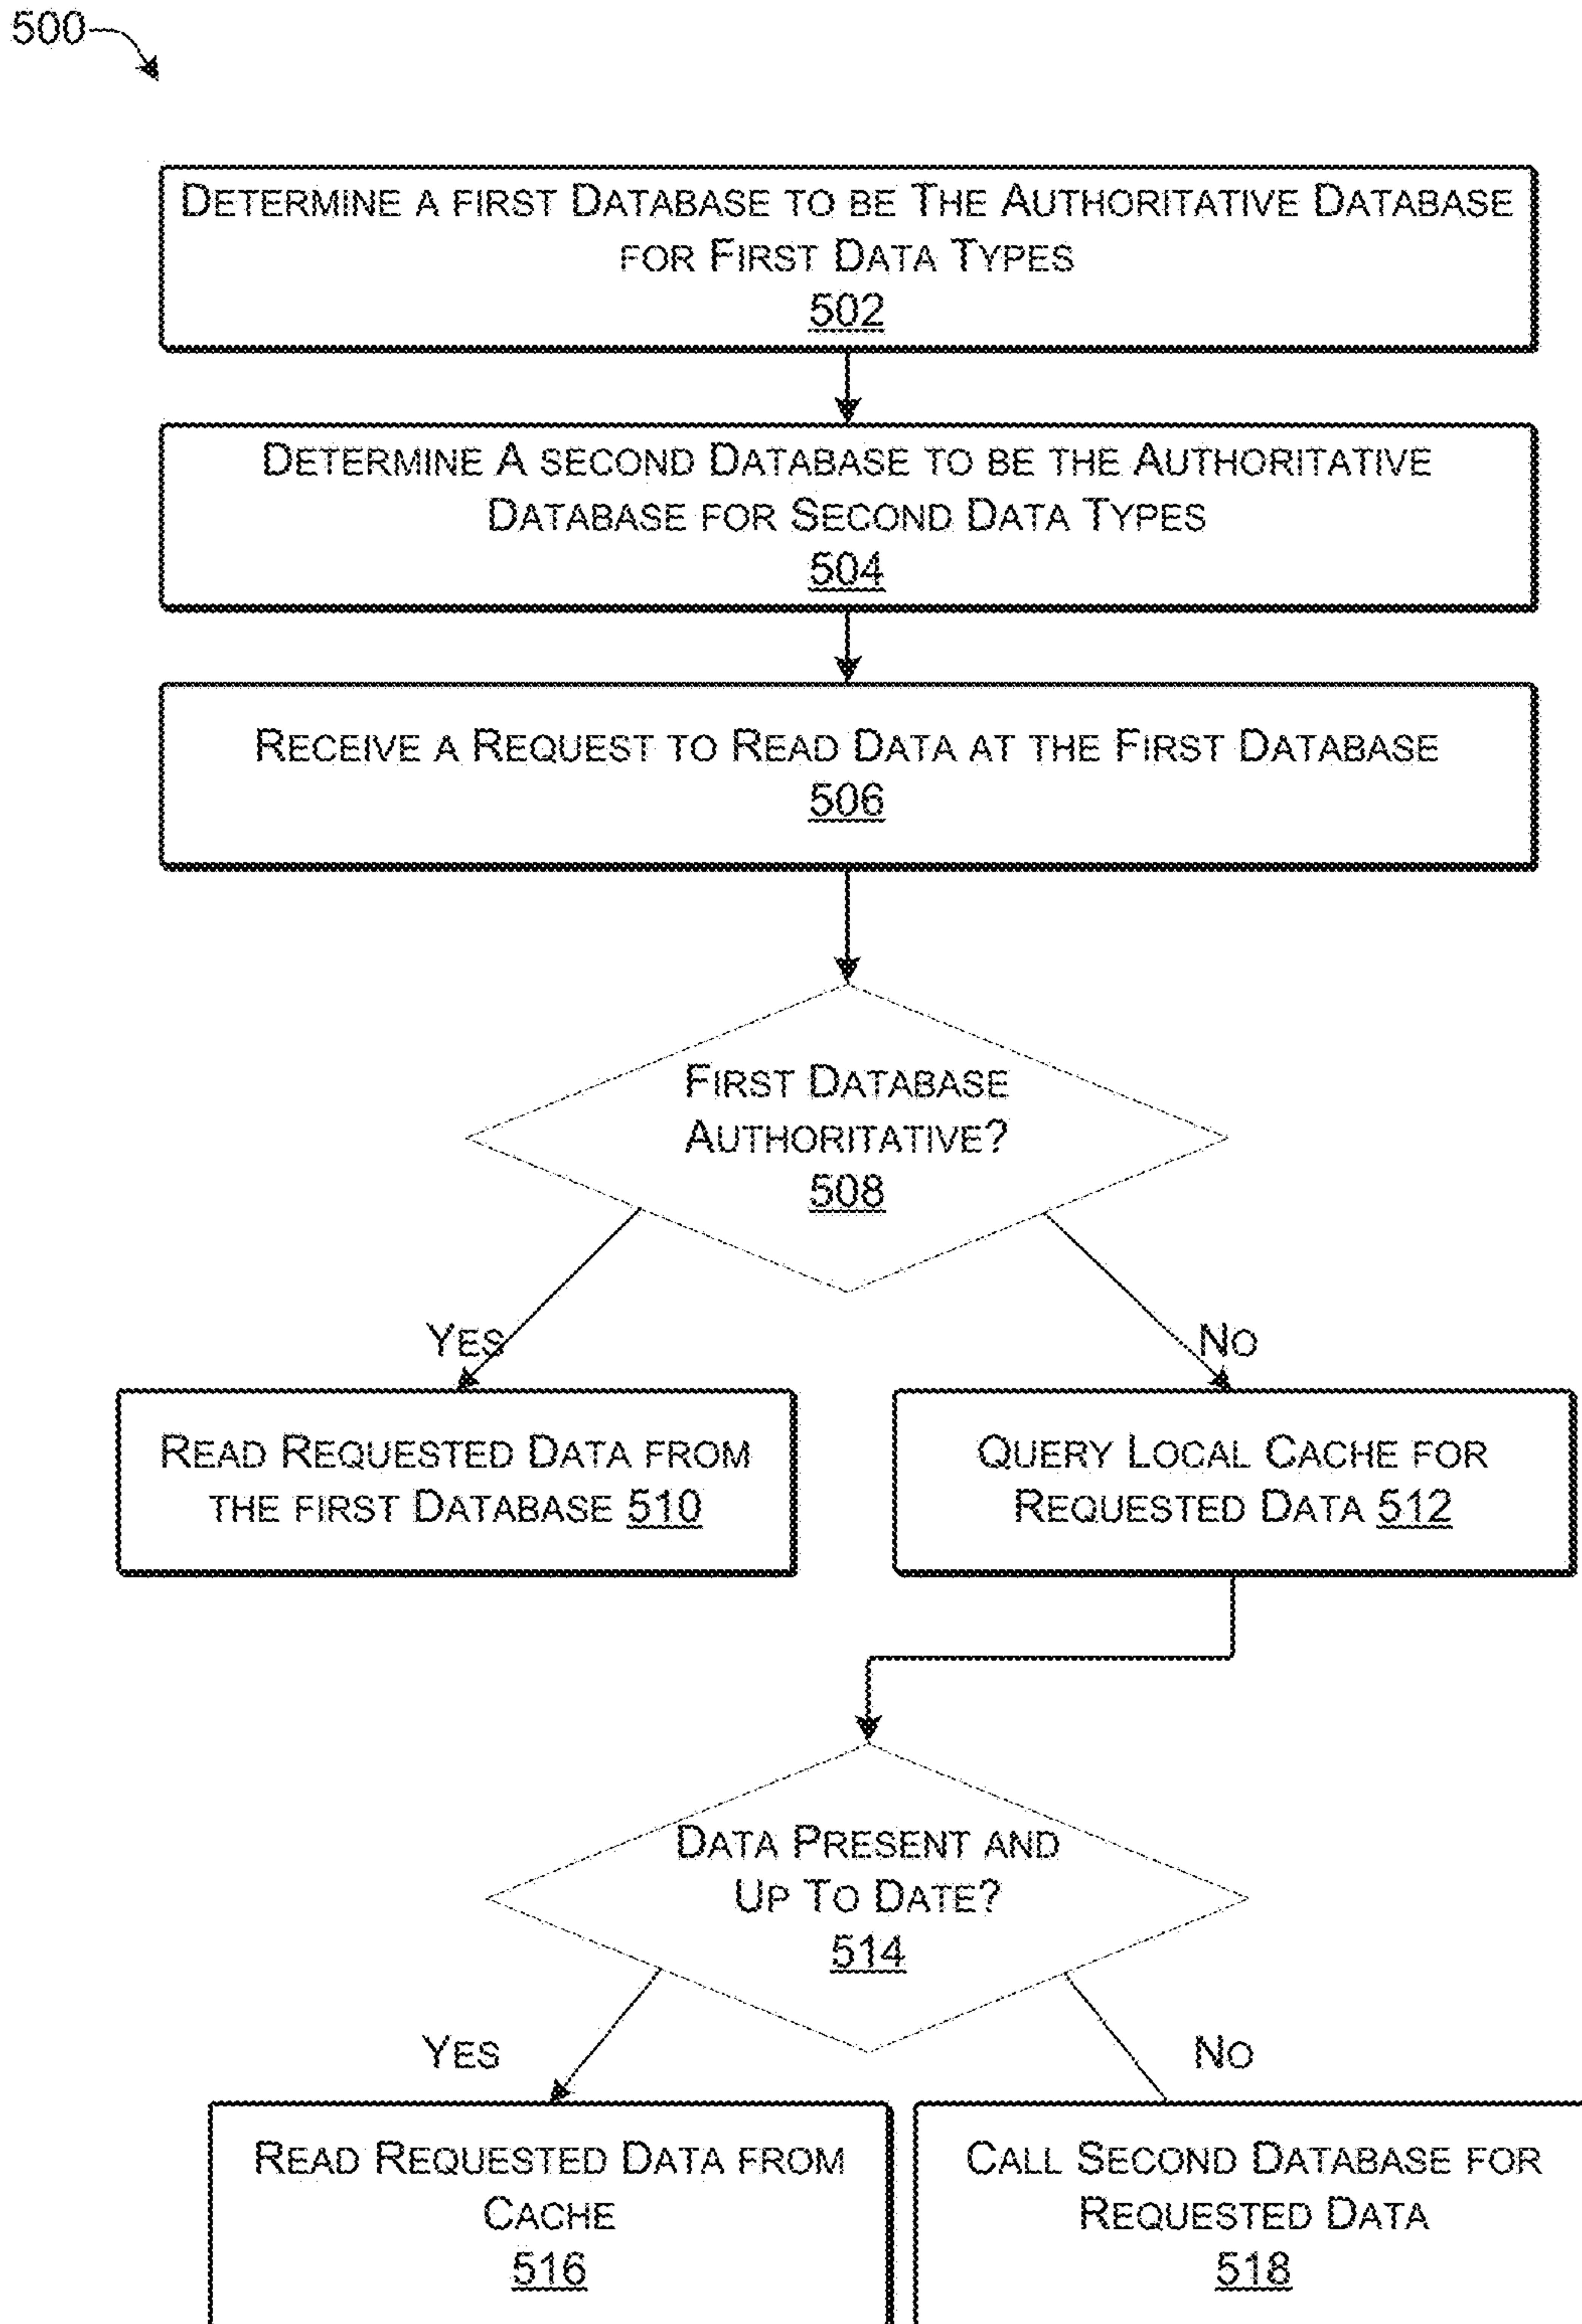 500
DETERMINE A FIRST DATABASE TO BE THE AUTHORITATIVE DATABASE
FOR FIRST DATA TYPES
502
DETERMINE A SECOND DATABASE TO BE THE AUTHORITATIVE
DATABASE FOR SECOND DATA TYPES
504
RECEIVE A REQUEST TO READ DATA AT THE FIRST DATABASE
506
FIRST DATABASE
AUTHORITATIVE?
508
YES
NO
READ REQUESTED DATA FROM
THE FIRST DATABASE 510
QUERY LOCAL CACHE FOR
REQUESTED DATA 512
DATA PRESENT AND
UP TO DATE?
514
YES
NO
READ REQUESTED DATA FROM
CACHE
516
CALL SECOND DATABASE FOR
REQUESTED DATA
518